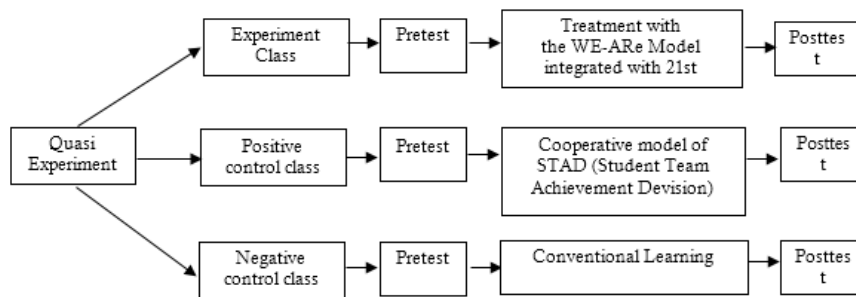 Experiment
Class
Pretest
Treatment with
the WE-ARe Model
integrated with 21st
Posttes
t
Quasi
Experiment
Positive
control class
Pretest
Cooperative model of
STAD (Student Team
Achievement Devision)
Posttes
t
Negative
control class
Pretest
Conventional Learning
Posttes
t